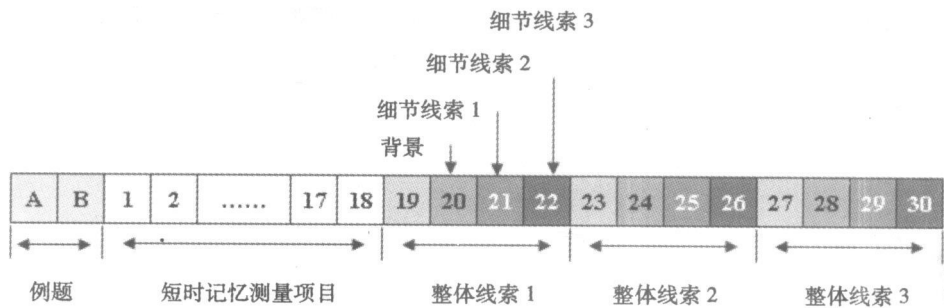 细节线索 3
细节线索 2
细节线索 1
背景
A B 1 2 …… 17 18 19 20 21 22 23 24 25 26 27 28 29 30
例题 短时记忆测量项目 整体线索 1 整体线索 2 整体线索 3